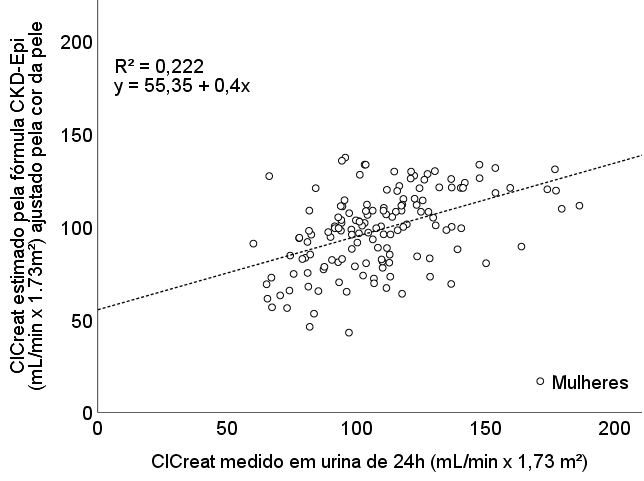 ClCreat estimado pela fórmula CKD-Epi
(mL/min x 1.73m²) ajustado pela cor da pele
200
150
100
50
0
R² = 0,222
y = 55,35 + 0,4x
Mulheres
0 50 100 150 200
ClCreat medido em urina de 24h (mL/min x 1,73 m²)